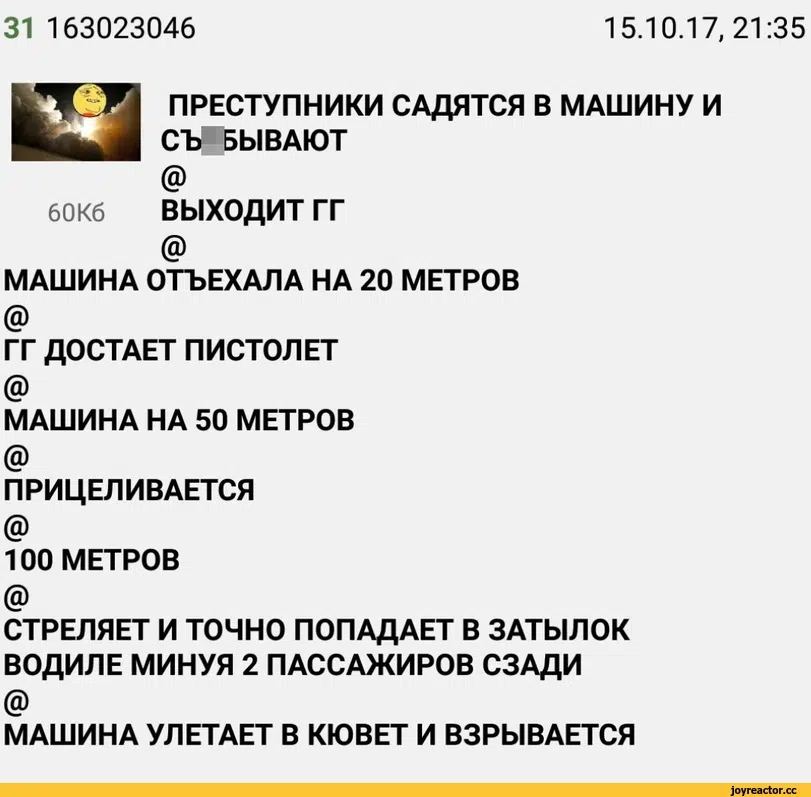 31 163023046 15.10.17, 21:35
ПРЕСТУПНИКИ САДЯТСЯ В МАШИНУ И
СЪ БЫВАЮТ
@
60Кб ВЫХОДИТ ГГ
@
МАШИНА ОТЪЕХАЛА НА 20 МЕТРОВ
@
ГГ ДОСТАЕТ ПИСТОЛЕТ
@
МАШИНА НА 50 МЕТРОВ
@
ПРИЦЕЛИВАЕТСЯ
@
100 МЕТРОВ
@
СТРЕЛЯЕТ И ТОЧНО ПОПАДАЕТ В ЗАТЫЛОК
ВОДИЛЕ МИНУЯ 2 ПАССАЖИРОВ СЗАДИ
@
МАШИНА УЛЕТАЕТ В КЮВЕТ И ВЗРЫВАЕТСЯ
joyreactor.cc